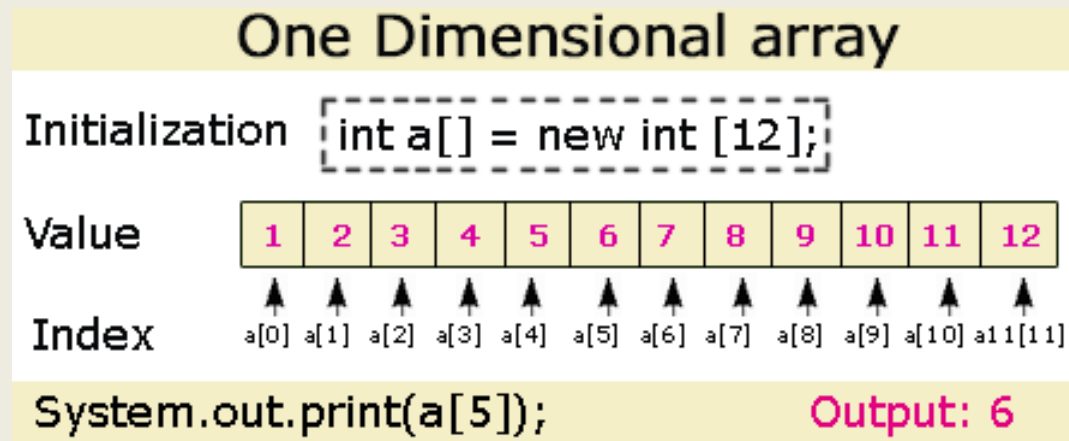 One Dimensional array
Initialization int a[] = new int [12];
Value 1 2 3 4 5 6 7 8 9 10 11 12
Index a[0] a[1] a[2] a[3] a[4] a[5] a[6] a[7] a[8] a[9] a[10] a11[11]
System.out.print(a[5]); Output: 6